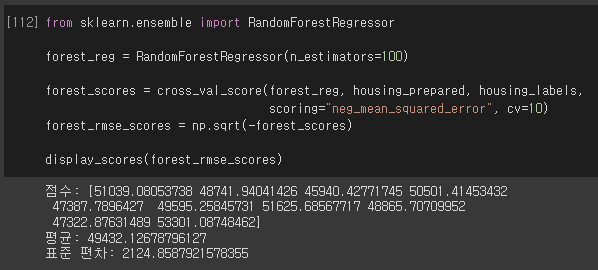 [112] from sklearn.ensemble import RandomForestRegressor
forest_reg = RandomForestRegressor(n_estimators=100)
forest_scores = cross_val_score(forest_reg, housing_prepared, housing_labels,
scoring="neg_mean_squared_error", cv=10)
forest_rmse_scores = np.sqrt(-forest_scores)
display_scores(forest_rmse_scores)
점수: [51039.08053738 48741.94041426 45940.42771745 50501.41453432
47387.7896427 49595.25845731 51625.68567717 48865.70709952
47322.87631489 53301.08748462]
평균: 49432.12678796127
표준 편차: 2124.8587921578355